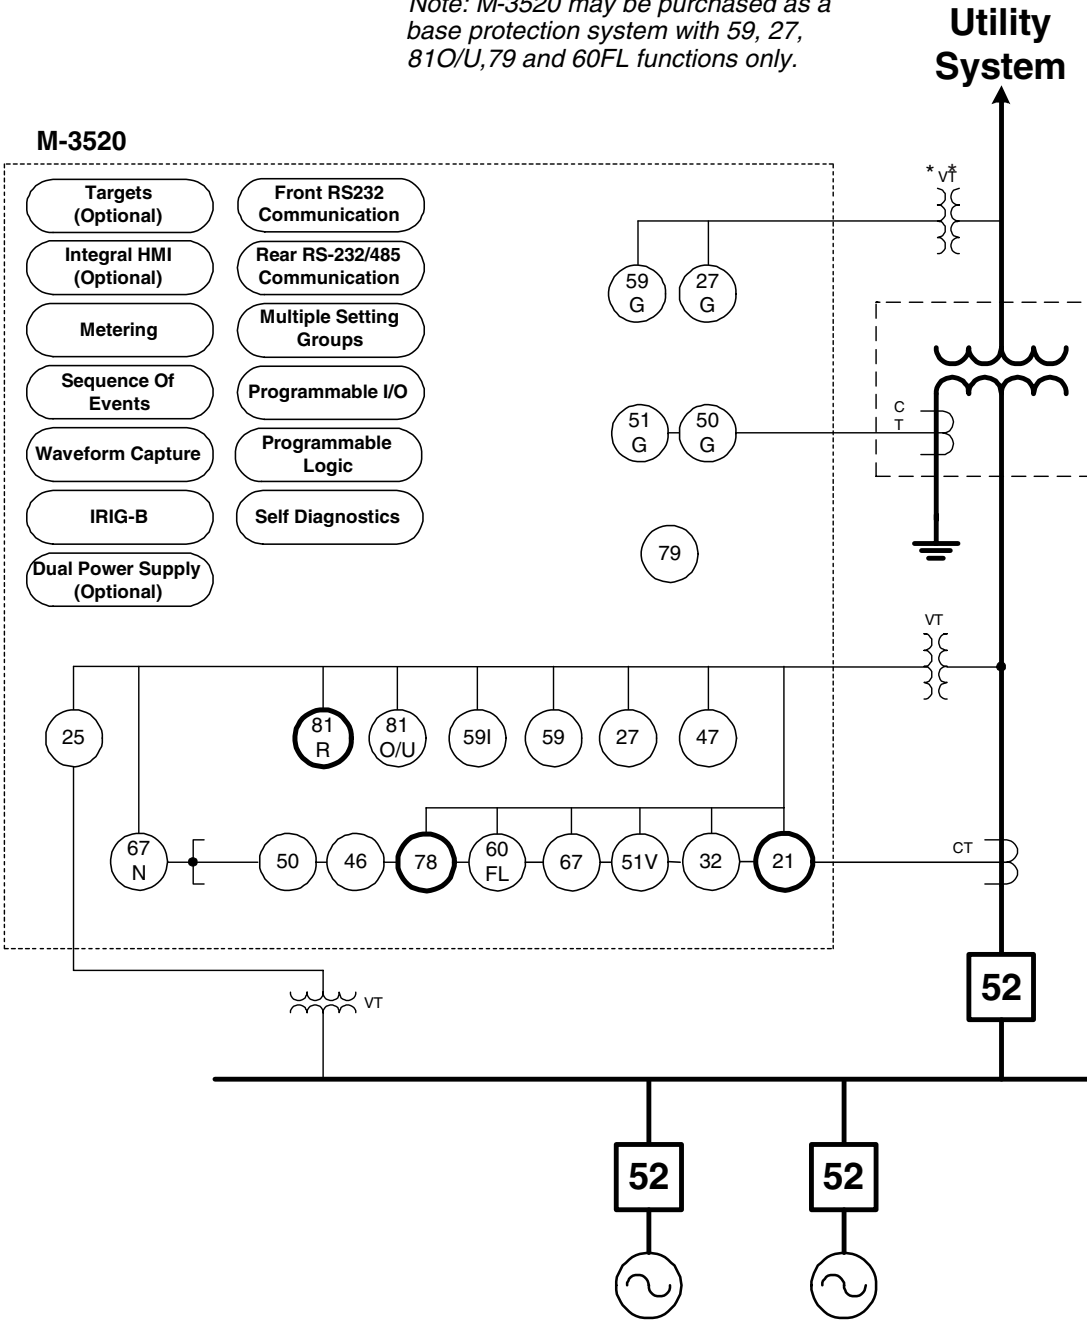 Note: M-3520 may be purchased as a
base protection system with 59, 27,
81O/U,79 and 60FL functions only.
Utility
System
M-3520
Targets
(Optional)
Front RS232
Communication
Integral HMI
(Optional)
Rear RS-232/485
Communication
Metering
Multiple Setting
Groups
Sequence Of
Events
Programmable I/O
Waveform Capture
Programmable
Logic
IRIG-B
Self Diagnostics
Dual Power Supply
(Optional)
* VT *
59
G
27
G
51
G
50
G
C
T
79
VT
25
81
R
81
O/U
59I
59
27
47
67
N
50
46
78
60
FL
67
51V
32
21
CT
52
VT
52
52